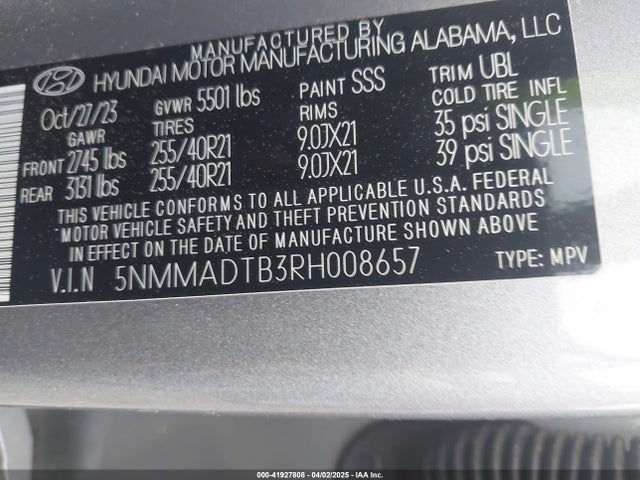 MANUFACTURED BY
HYUNDAI MOTOR MANUFACTURING ALABAMA, LLC
Oct/27/23 GVWR 5501 lbs PAINT SSS TRIM UBL
GAWR TIRES RIMS COLD TIRE INFL
FRONT 2745 lbs 255/40R21 9.0JX21 35 psi SINGLE
REAR 3131 lbs 255/40R21 9.0JX21 39 psi SINGLE
THIS VEHICLE CONFORMS TO ALL APPLICABLE U.S.A. FEDERAL
MOTOR VEHICLE SAFETY AND THEFT PREVENTION STANDARDS
IN EFFECT ON THE DATE OF MANUFACTURE SHOWN ABOVE
V.I.N 5NMMADTB3RH008657 TYPE: MPV
000-41927808 - 04/02/2025 - IAA Inc.